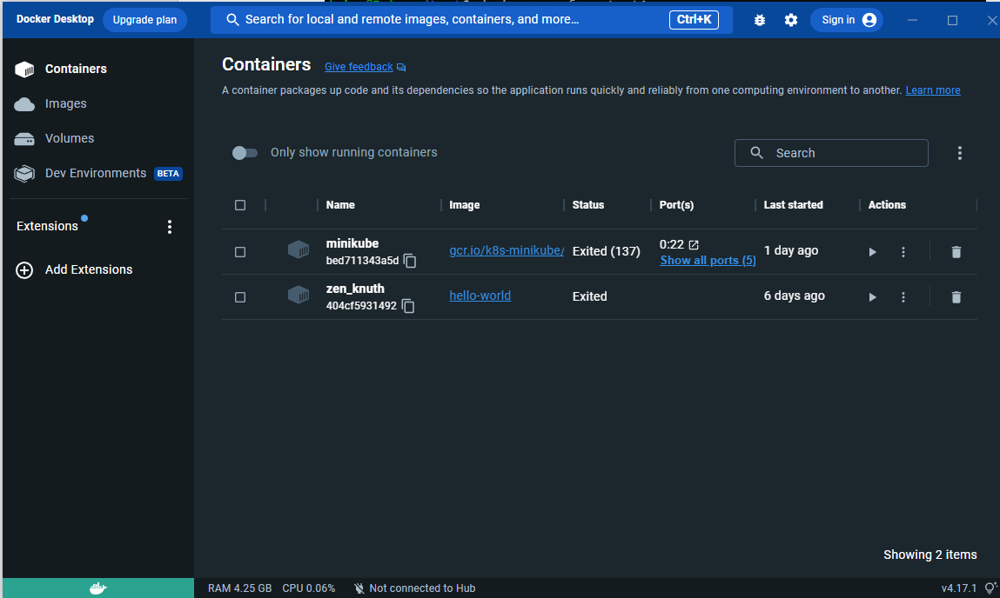 Docker Desktop Upgrade plan Search for local and remote images, containers, and more... Ctrl+K Sign in
Containers
Images
Volumes
Dev Environments BETA
Extensions
Add Extensions
Containers Give feedback
A container packages up code and its dependencies so the application runs quickly and reliably from one computing environment to another. Learn more
Only show running containers Search
Name Image Status Port(s) Last started Actions
minikube
bed711343a5d gcr.io/k8s-minikube/ Exited (137) 0:22 1 day ago
Show all ports (5)
zen_knuth
404cf5931492 hello-world Exited 6 days ago
Showing 2 items
RAM 4.25 GB CPU 0.06% Not connected to Hub v4.17.1